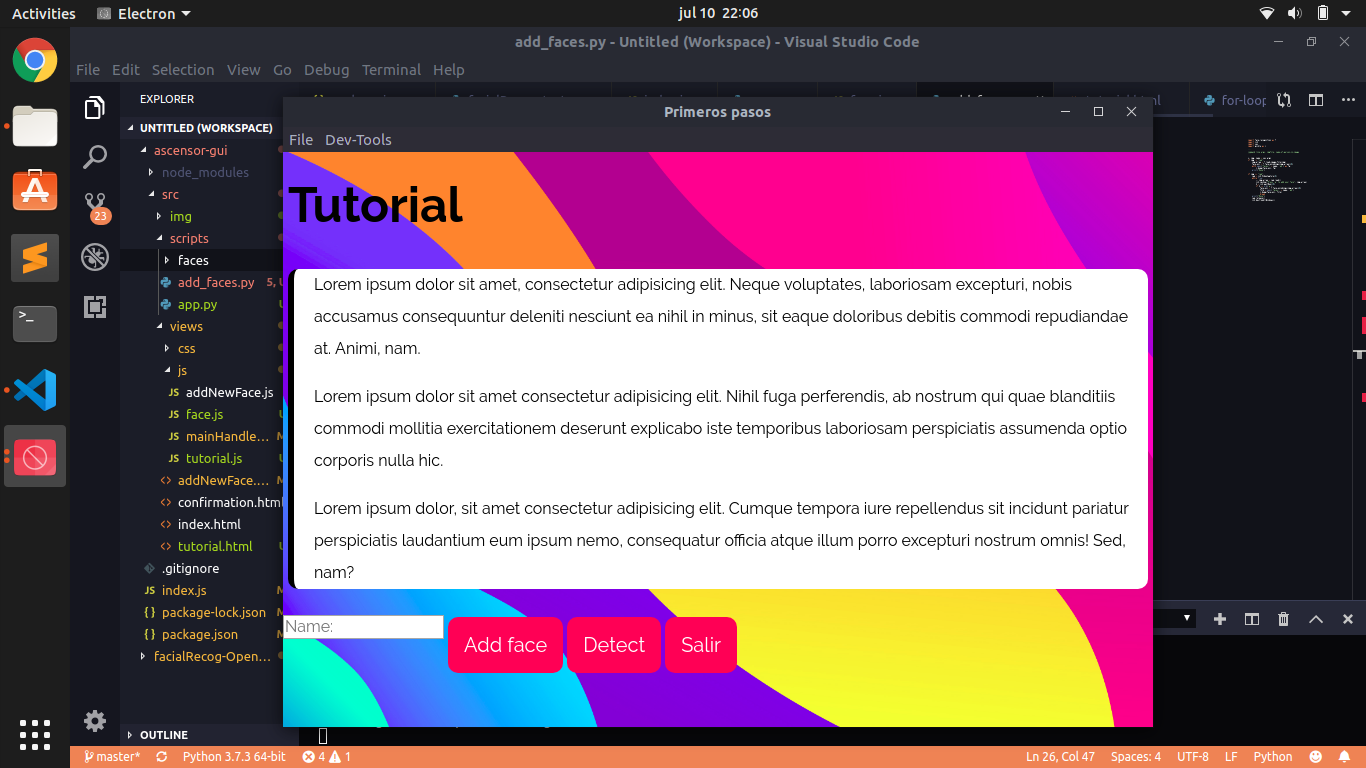 Activities Electron jul 10 22:06
add_faces.py - Untitled (Workspace) - Visual Studio Code
File Edit Selection View Go Debug Terminal Help
EXPLORER
for-loop
UNTITLED (WORKSPACE)
ascensor-gui
node_modules
src
img
scripts
faces
add_faces.py 5, U
app.py
views
css
js
addNewFace.js
face.js
mainHandle... M
tutorial.js
addNewFace....
confirmation.html
index.html
tutorial.html
.gitignore
index.js
package-lock.json
package.json
facialRecog-Open...
OUTLINE
23
>_
Primeros pasos
File Dev-Tools
Tutorial
Lorem ipsum dolor sit amet, consectetur adipisicing elit. Neque voluptates, laboriosam excepturi, nobis
accusamus consequuntur deleniti nesciunt ea nihil in minus, sit eaque doloribus debitis commodi repudiandae
at. Animi, nam.
Lorem ipsum dolor sit amet consectetur adipisicing elit. Nihil fuga perferendis, ab nostrum qui quae blanditiis
commodi mollitia exercitationem deserunt explicabo iste temporibus laboriosam perspiciatis assumenda optio
corporis nulla hic.
Lorem ipsum dolor, sit amet consectetur adipisicing elit. Cumque tempora iure repellendus sit incidunt pariatur
perspiciatis laudantium eum ipsum nemo, consequatur officia atque illum porro excepturi nostrum omnis! Sed,
nam?
Name: Add face Detect Salir
master* Python 3.7.3 64-bit 4 1 Ln 26, Col 47 Spaces: 4 UTF-8 LF Python